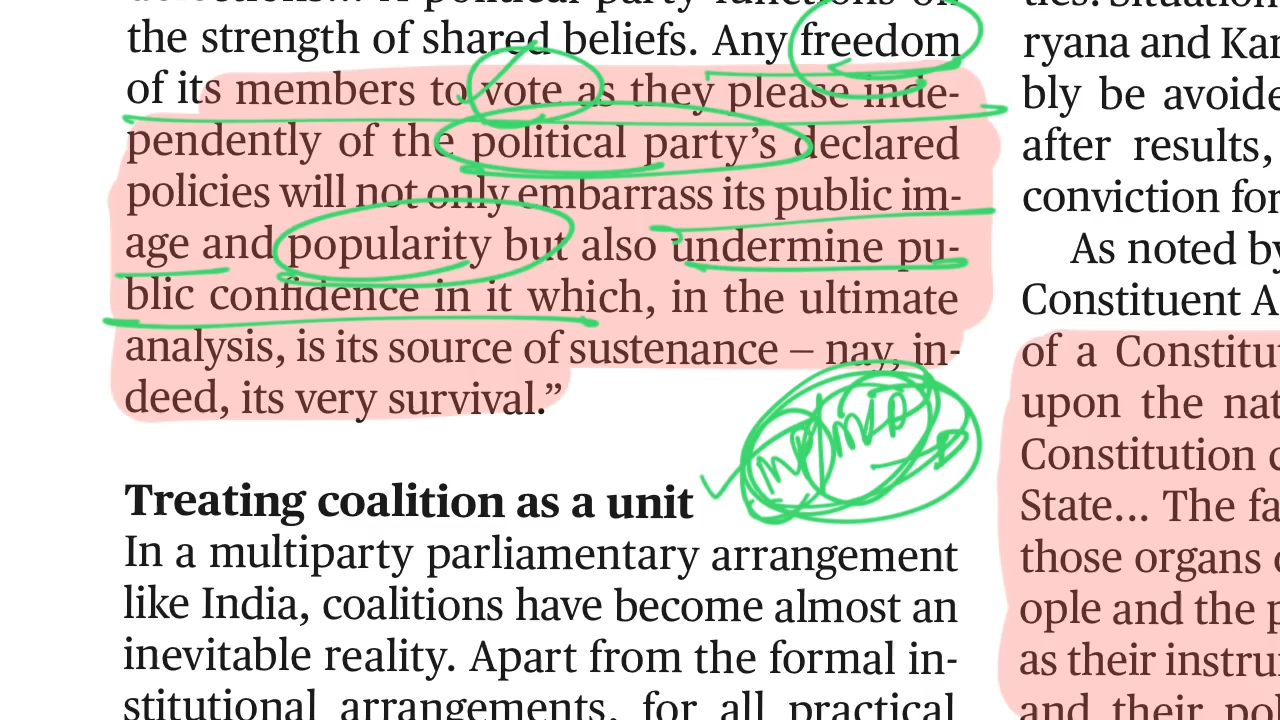 the strength of shared beliefs. Any freedom
of its members to vote as they please inde-
pendently of the political party’s declared
policies will not only embarrass its public im-
age and popularity but also undermine pu-
blic confidence in it which, in the ultimate
analysis, is its source of sustenance – nay, in-
deed, its very survival.”
Treating coalition as a unit
In a multiparty parliamentary arrangement
like India, coalitions have become almost an
inevitable reality. Apart from the formal in-
stitutional arrangements, for all practical
ryana and Kar
bly be avoide
after results,
conviction for
As noted by
Constituent A
of a Constitu
upon the nat
Constitution c
State... The fa
those organs o
ople and the p
as their instru
and their pol